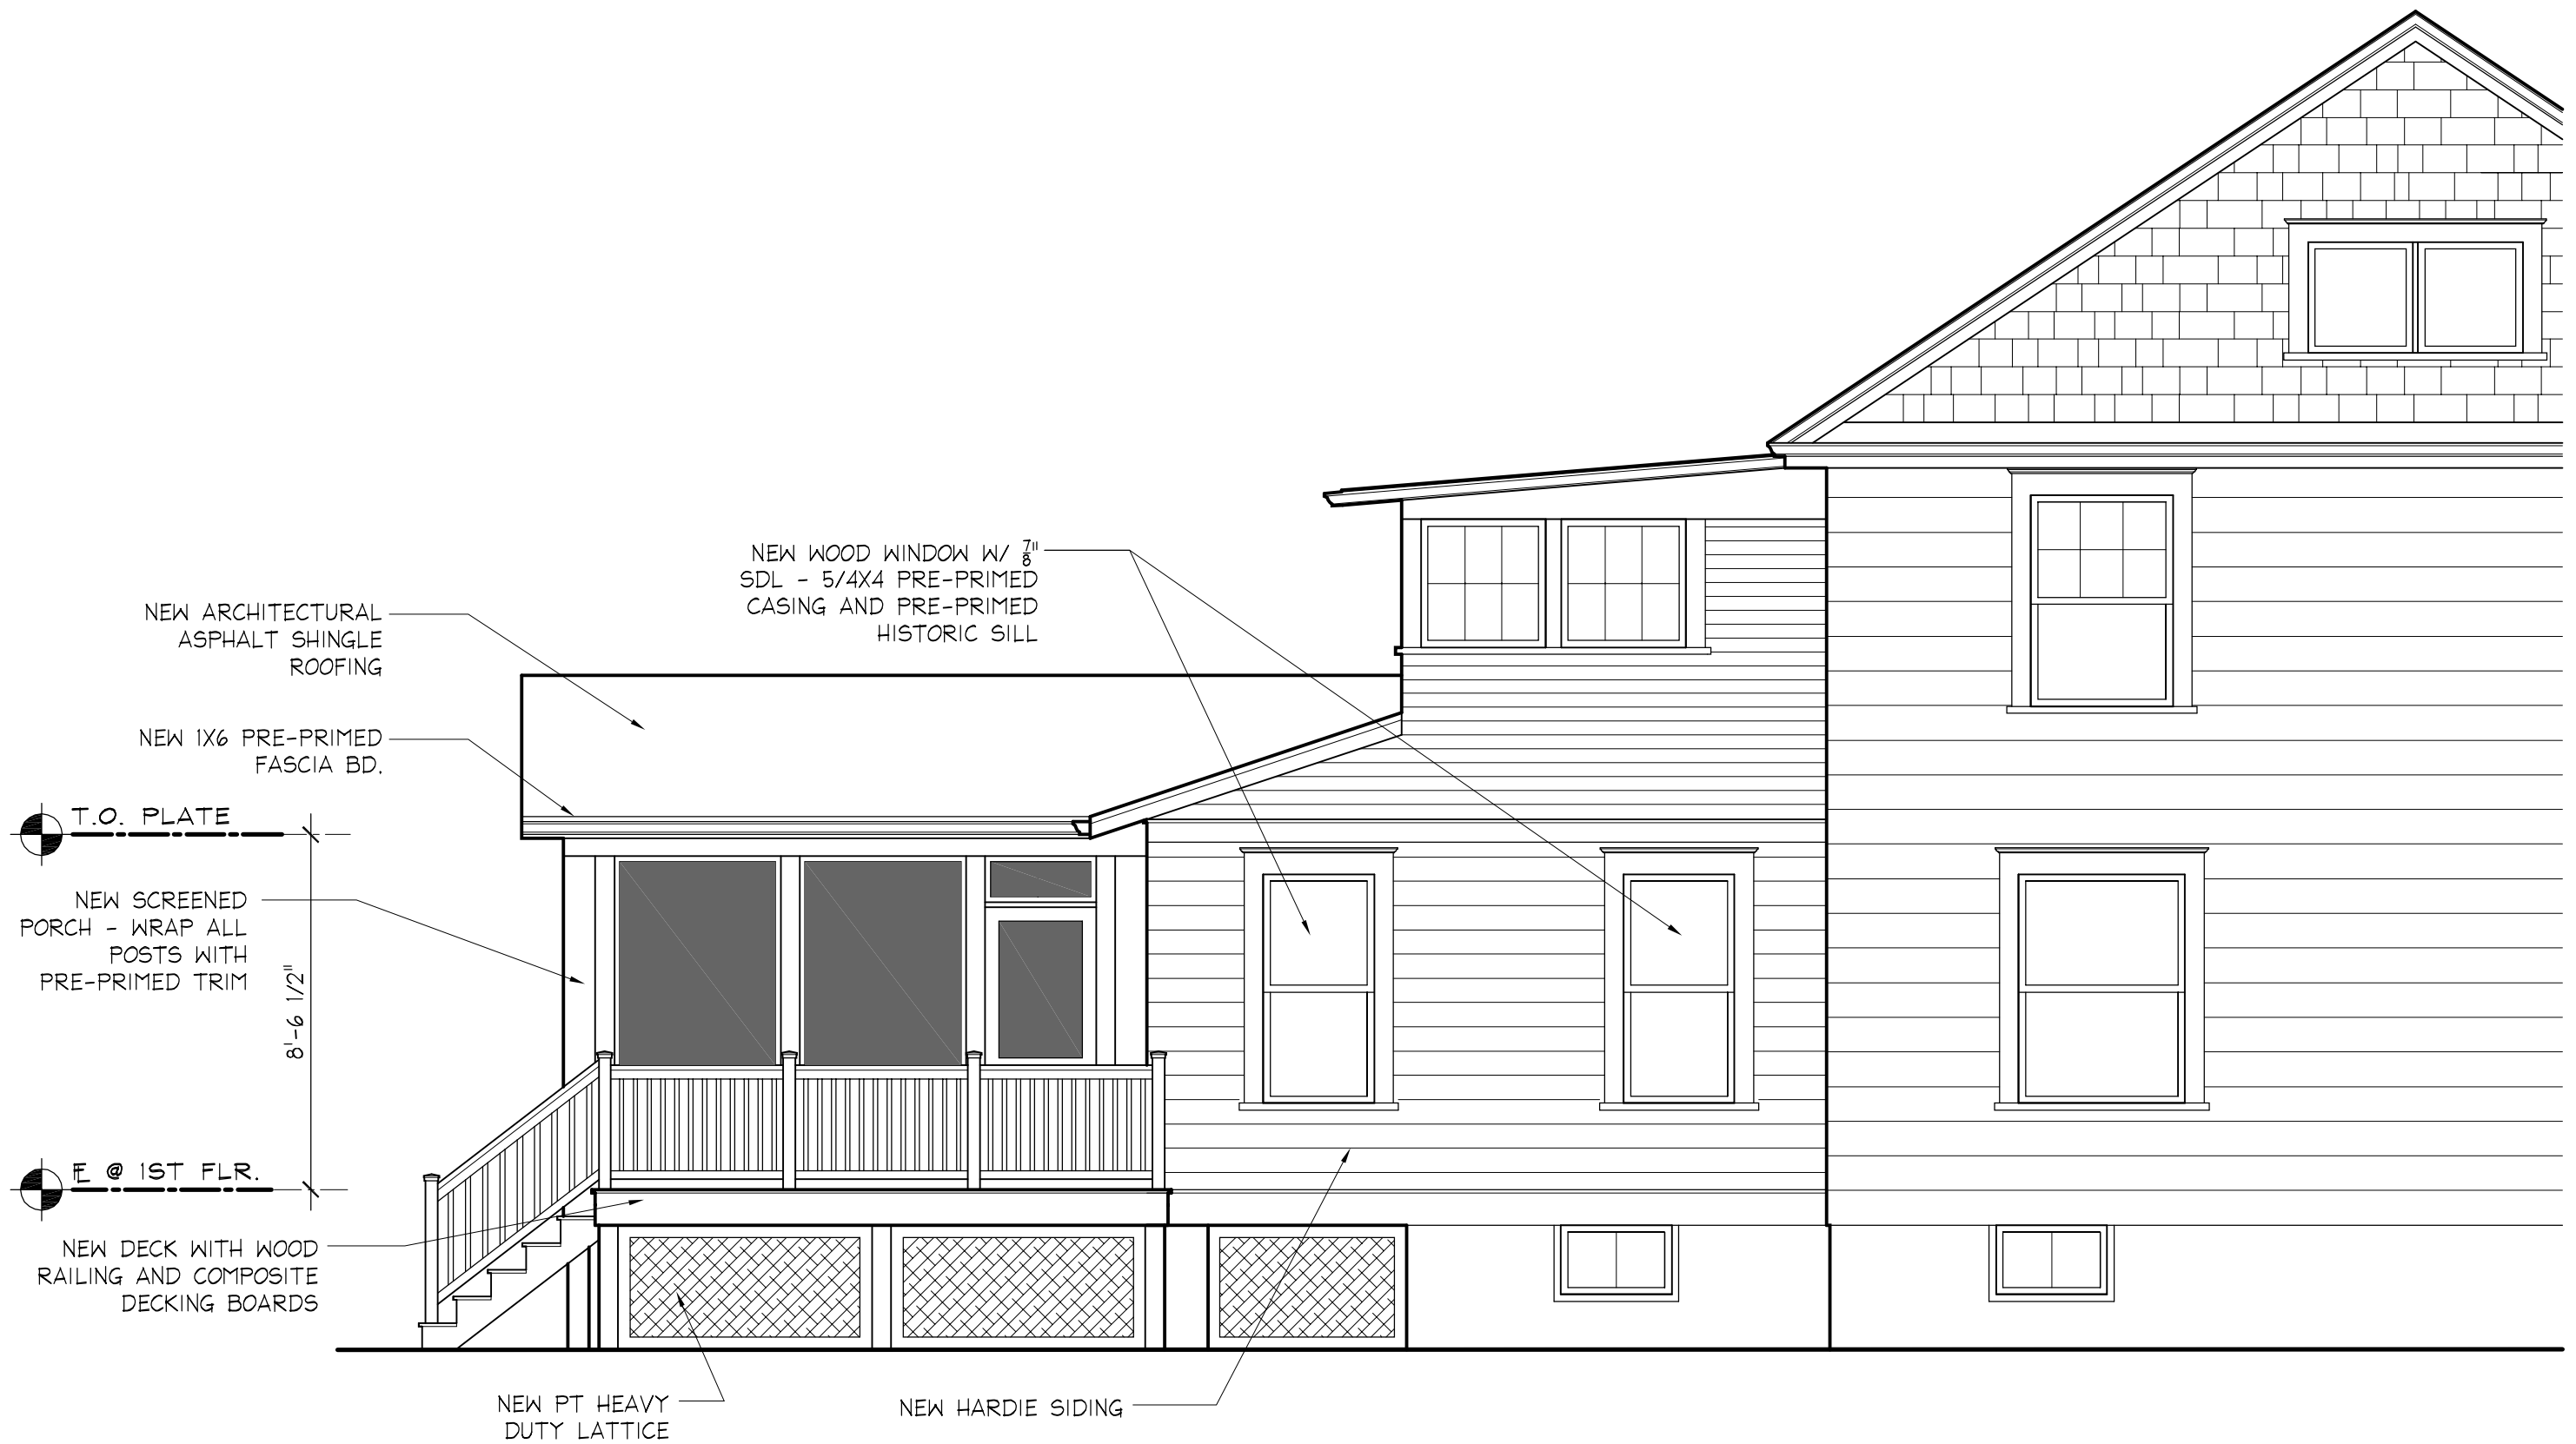 NEW WOOD WINDOW W/ 7/8"
SDL - 5/4X4 PRE-PRIMED
CASING AND PRE-PRIMED
HISTORIC SILL
NEW ARCHITECTURAL
ASPHALT SHINGLE
ROOFING
NEW 1X6 PRE-PRIMED
FASCIA BD.
T.O. PLATE
NEW SCREENED
PORCH - WRAP ALL
POSTS WITH
PRE-PRIMED TRIM
8'-6 1/2"
E @ 1ST FLR.
NEW DECK WITH WOOD
RAILING AND COMPOSITE
DECKING BOARDS
NEW PT HEAVY
DUTY LATTICE
NEW HARDIE SIDING